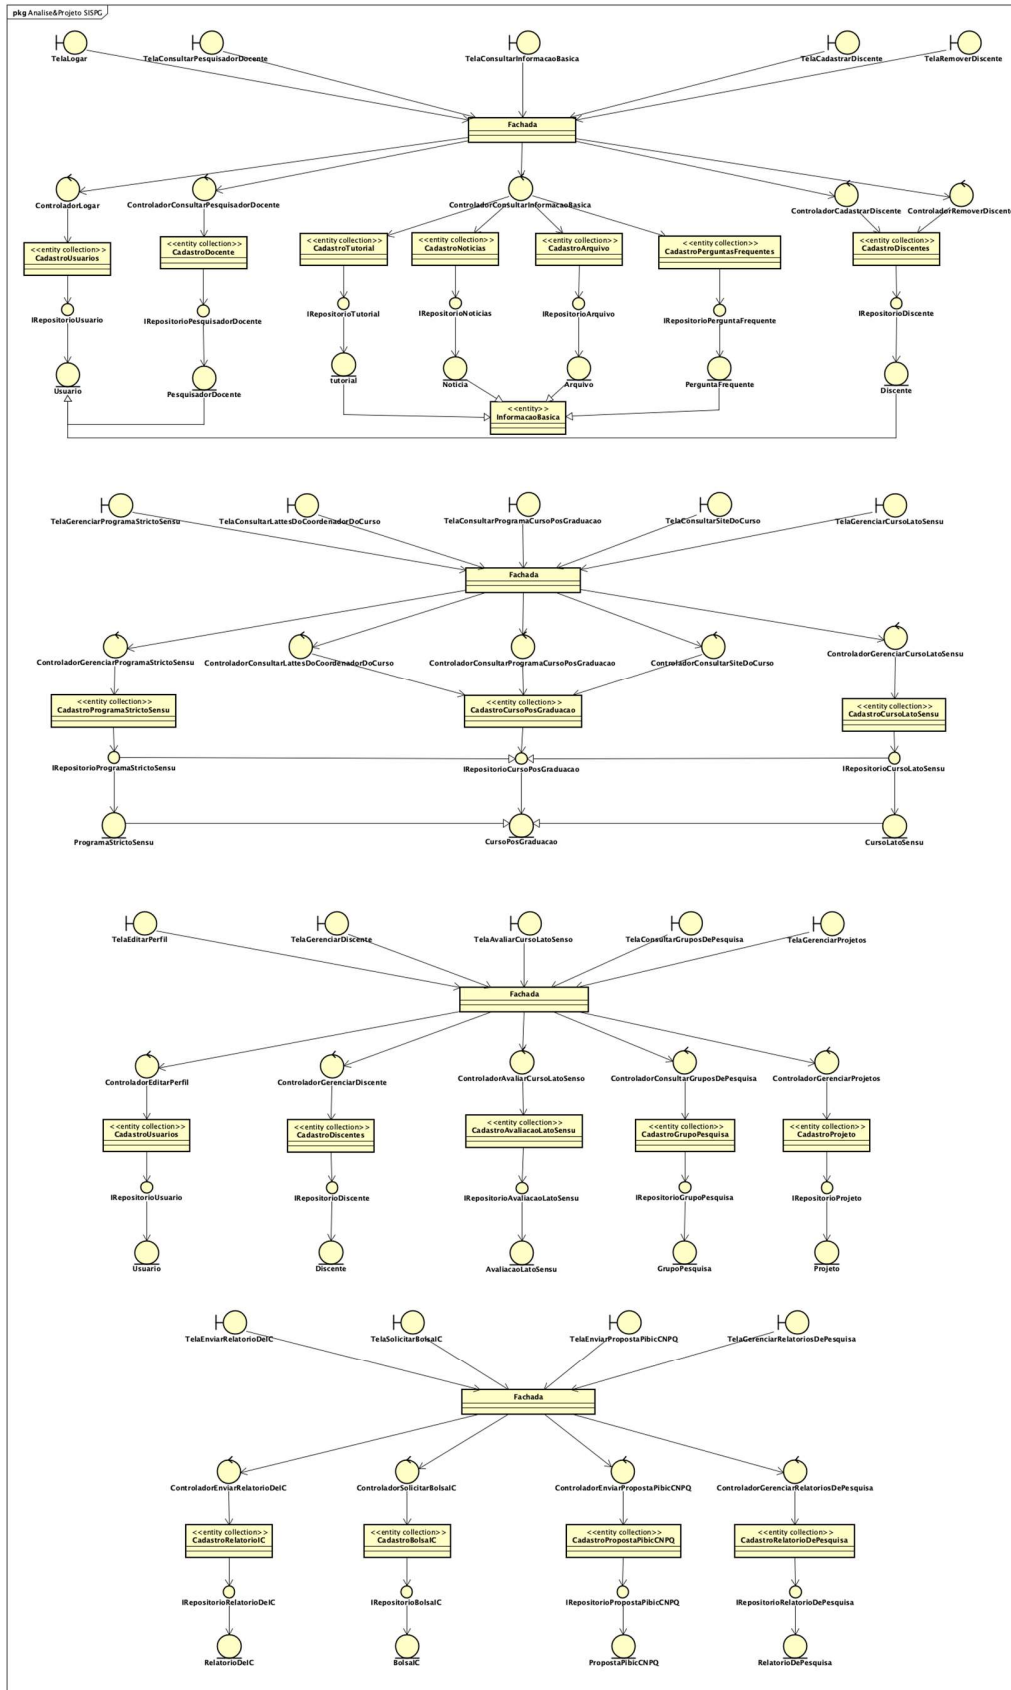 pkg Analise&Projeto SISPG
TelaLogar
TelaConsultarPesquisadorDocente
TelaConsultarInformacaoBasica
TelaCadastrarDiscente
TelaRemoverDiscente
Fachada
ControladorLogar
ControladorConsultarPesquisadorDocente
ControladorConsultarInformacaoBasica
ControladorCadastrarDiscente
ControladorRemoverDiscente
<<entity collection>>
CadastroUsuarios
<<entity collection>>
CadastroDocente
<<entity collection>>
CadastroTutorial
<<entity collection>>
CadastroNoticias
<<entity collection>>
CadastroArquivo
<<entity collection>>
CadastroPerguntasFrequentes
<<entity collection>>
CadastroDiscentes
IRepositorioUsuario
IRepositorioPesquisadorDocente
IRepositorioTutorial
IRepositorioNoticias
IRepositorioArquivo
IRepositorioPerguntaFrequente
IRepositorioDiscente
Usuario
PesquisadorDocente
tutorial
Noticia
Arquivo
PerguntaFrequente
Discente
<<entity>>
InformacaoBasica
TelaGerenciarProgramaStrictoSensu
TelaConsultarLattesDoCoordenadorDoCurso
TelaConsultarProgramaCursoPosGraduacao
TelaConsultarSiteDoCurso
TelaGerenciarCursoLatoSensu
Fachada
ControladorGerenciarProgramaStrictoSensu
ControladorConsultarLattesDoCoordenadorDoCurso
ControladorConsultarProgramaCursoPosGraduacao
ControladorConsultarSiteDoCurso
ControladorGerenciarCursoLatoSensu
<<entity collection>>
CadastroProgramaStrictoSensu
<<entity collection>>
CadastroCursoPosGraduacao
<<entity collection>>
CadastroCursoLatoSensu
IRepositorioProgramaStrictoSensu
IRepositorioCursoPosGraduacao
IRepositorioCursoLatoSensu
ProgramaStrictoSensu
CursoPosGraduacao
CursoLatoSensu
TelaEditarPerfil
TelaGerenciarDiscente
TelaAvaliarCursoLatoSenso
TelaConsultarGruposDePesquisa
TelaGerenciarProjetos
Fachada
ControladorEditarPerfil
ControladorGerenciarDiscente
ControladorAvaliarCursoLatoSenso
ControladorConsultarGruposDePesquisa
ControladorGerenciarProjetos
<<entity collection>>
CadastroUsuarios
<<entity collection>>
CadastroDiscentes
<<entity collection>>
CadastroAvaliacaoLatoSensu
<<entity collection>>
CadastroGrupoPesquisa
<<entity collection>>
CadastroProjeto
IRepositorioUsuario
IRepositorioDiscente
IRepositorioAvaliacaoLatoSensu
IRepositorioGrupoPesquisa
IRepositorioProjeto
Usuario
Discente
AvaliacaoLatoSensu
GrupoPesquisa
Projeto
TelaEnviarRelatorioDeIC
TelaSolicitarBolsaIC
TelaEnviarPropostaPibicCNPQ
TelaGerenciarRelatoriosDePesquisa
Fachada
ControladorEnviarRelatorioDeIC
ControladorSolicitarBolsaIC
ControladorEnviarPropostaPibicCNPQ
ControladorGerenciarRelatoriosDePesquisa
<<entity collection>>
CadastroRelatorioIC
<<entity collection>>
CadastroBolsaIC
<<entity collection>>
CadastroPropostaPibicCNPQ
<<entity collection>>
CadastroRelatorioDePesquisa
IRepositorioRelatorioDeIC
IRepositorioBolsaIC
IRepositorioPropostaPibicCNPQ
IRepositorioRelatorioDePesquisa
RelatorioDeIC
BolsaIC
PropostaPibicCNPQ
RelatorioDePesquisa